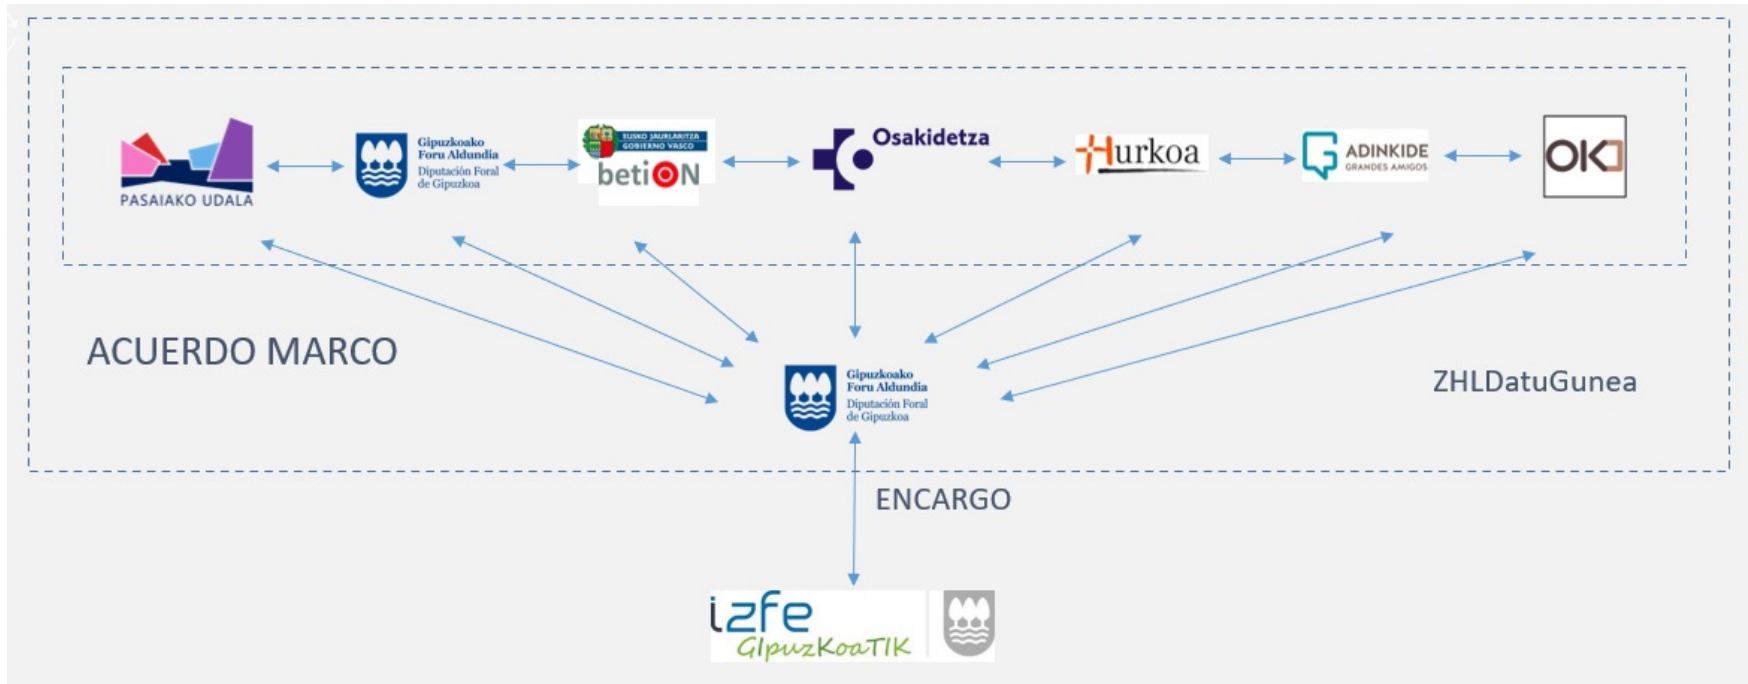 PASAIAKO UDALA
Gipuzkoako
Foru Aldundia
Diputación Foral
de Gipuzkoa
EUSKO JAURLARITZA
GOBIERNO VASCO
betiON
Osakidetza
Hurkoa
ADINKIDE
GRANDES AMIGOS
OK
ACUERDO MARCO
Gipuzkoako
Foru Aldundia
Diputación Foral
de Gipuzkoa
ZHLDatuGunea
ENCARGO
izfe
GIpuzKoaTIK